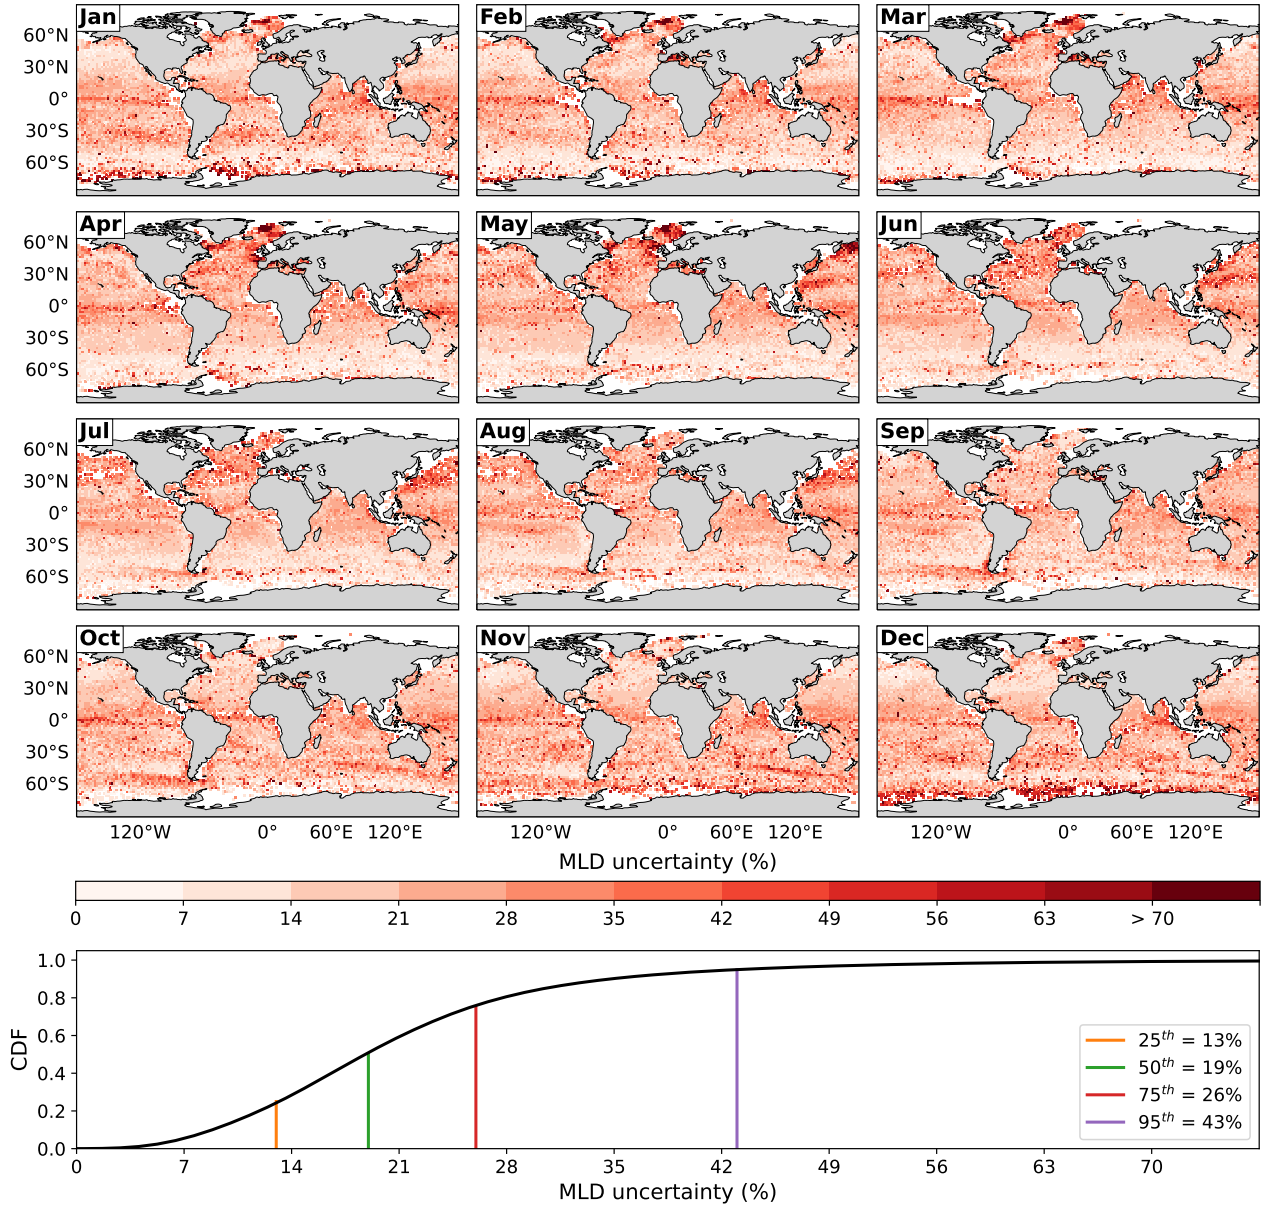 Jan Feb Mar
60°N
30°N
0°
30°S
60°S
Apr May Jun
60°N
30°N
0°
30°S
60°S
Jul Aug Sep
60°N
30°N
0°
30°S
60°S
Oct Nov Dec
60°N
30°N
0°
30°S
60°S
120°W 0° 60°E 120°E 120°W 0° 60°E 120°E 120°W 0° 60°E 120°E
MLD uncertainty (%)
0 7 14 21 28 35 42 49 56 63 > 70
1.0
0.8
0.6
0.4
0.2
0.0
CDF
25th = 13%
50th = 19%
75th = 26%
95th = 43%
0 7 14 21 28 35 42 49 56 63 70
MLD uncertainty (%)